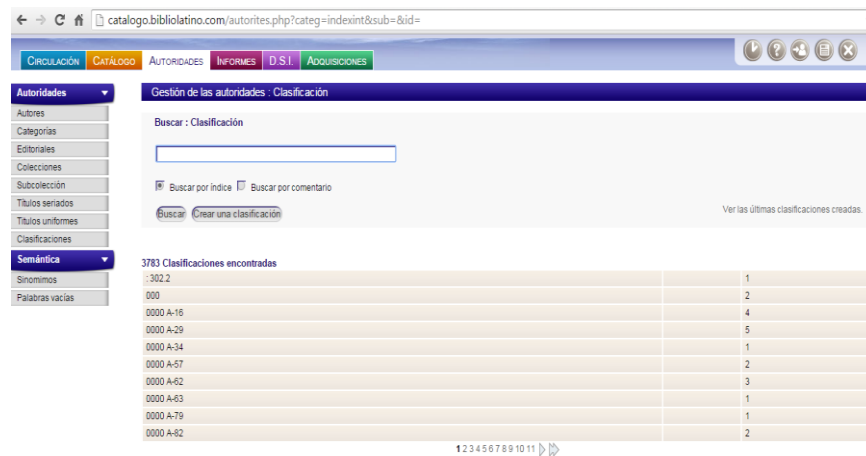 catalogo.bibliolatino.com/autorites.php?categ=indexint&sub=&id=
CIRCULACIÓN CATÁLOGO AUTORIDADES INFORMES D.S.I. ADQUISICIONES
Autoridades
Autores
Categorías
Editoriales
Colecciones
Subcolección
Títulos seriados
Títulos uniformes
Clasificaciones
Semántica
Sinomimos
Palabras vacías
Gestión de las autoridades : Clasificación
Buscar : Clasificación
Buscar por índice Buscar por comentario
Buscar Crear una clasificación
Ver las últimas clasificaciones creadas.
3783 Clasificaciones encontradas
: 302.2 1
000 2
0000 A-16 4
0000 A-29 5
0000 A-34 1
0000 A-57 2
0000 A-62 3
0000 A-63 1
0000 A-79 1
0000 A-82 2
1 2 3 4 5 6 7 8 9 10 11